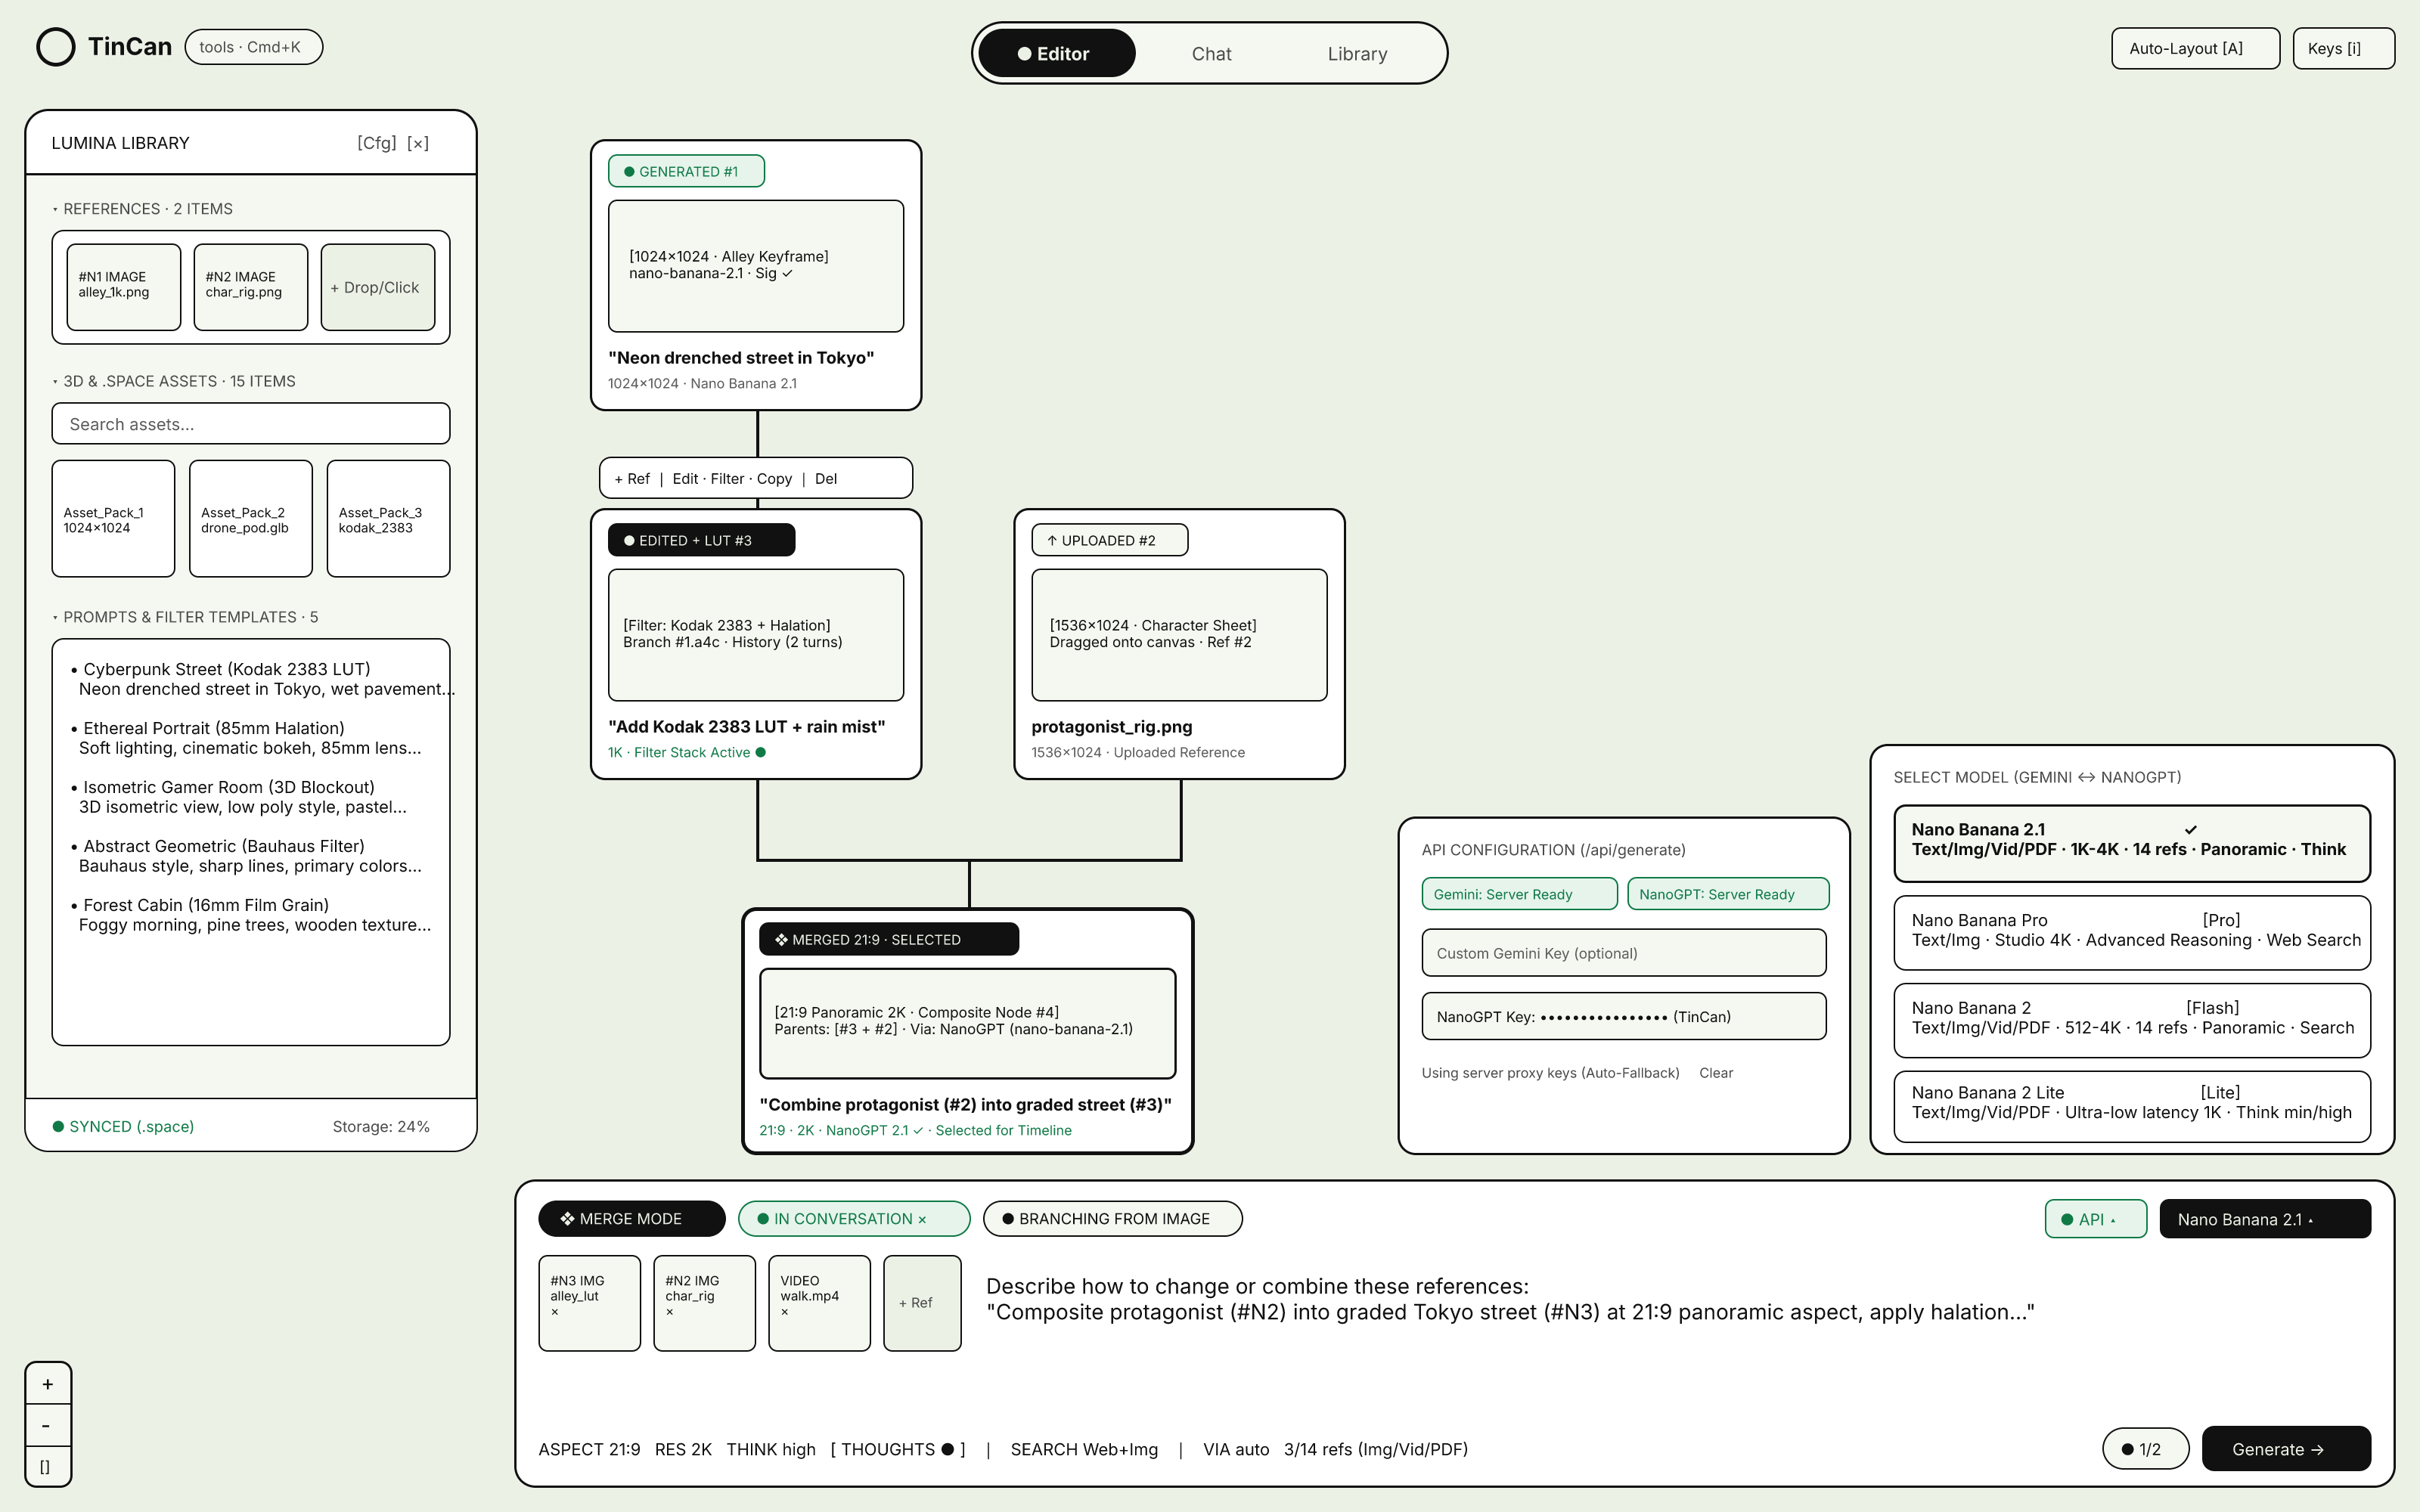 TinCan
tools · Cmd+K
● Editor
Chat
Library
Auto-Layout [A]
Keys [i]
LUMINA LIBRARY
[Cfg] [×]
▾ REFERENCES · 2 ITEMS
#N1 IMAGE
alley_1k.png
#N2 IMAGE
char_rig.png
+ Drop/Click
▾ 3D & .SPACE ASSETS · 15 ITEMS
Search assets...
Asset_Pack_1
1024×1024
Asset_Pack_2
drone_pod.glb
Asset_Pack_3
kodak_2383
▾ PROMPTS & FILTER TEMPLATES · 5
• Cyberpunk Street (Kodak 2383 LUT)
Neon drenched street in Tokyo, wet pavement...
• Ethereal Portrait (85mm Halation)
Soft lighting, cinematic bokeh, 85mm lens...
• Isometric Gamer Room (3D Blockout)
3D isometric view, low poly style, pastel...
• Abstract Geometric (Bauhaus Filter)
Bauhaus style, sharp lines, primary colors...
• Forest Cabin (16mm Film Grain)
Foggy morning, pine trees, wooden texture...
● SYNCED (.space)
Storage: 24%
+
-
[]
● GENERATED #1
[1024×1024 · Alley Keyframe]
nano-banana-2.1 · Sig ✓
"Neon drenched street in Tokyo"
1024×1024 · Nano Banana 2.1
+ Ref | Edit · Filter · Copy | Del
● EDITED + LUT #3
[Filter: Kodak 2383 + Halation]
Branch #1.a4c · History (2 turns)
"Add Kodak 2383 LUT + rain mist"
1K · Filter Stack Active ●
↑ UPLOADED #2
[1536×1024 · Character Sheet]
Dragged onto canvas · Ref #2
protagonist_rig.png
1536×1024 · Uploaded Reference
❖ MERGED 21:9 · SELECTED
[21:9 Panoramic 2K · Composite Node #4]
Parents: [#3 + #2] · Via: NanoGPT (nano-banana-2.1)
"Combine protagonist (#2) into graded street (#3)"
21:9 · 2K · NanoGPT 2.1 ✓ · Selected for Timeline
API CONFIGURATION (/api/generate)
Gemini: Server Ready
NanoGPT: Server Ready
Custom Gemini Key (optional)
NanoGPT Key: •••••••••••••••• (TinCan)
Using server proxy keys (Auto-Fallback) Clear
SELECT MODEL (GEMINI ↔ NANOGPT)
Nano Banana 2.1 ✓
Text/Img/Vid/PDF · 1K-4K · 14 refs · Panoramic · Think
Nano Banana Pro [Pro]
Text/Img · Studio 4K · Advanced Reasoning · Web Search
Nano Banana 2 [Flash]
Text/Img/Vid/PDF · 512-4K · 14 refs · Panoramic · Search
Nano Banana 2 Lite [Lite]
Text/Img/Vid/PDF · Ultra-low latency 1K · Think min/high
❖ MERGE MODE
● IN CONVERSATION ×
● BRANCHING FROM IMAGE
● API ▴
Nano Banana 2.1 ▴
#N3 IMG
alley_lut
×
#N2 IMG
char_rig
×
VIDEO
walk.mp4
×
+ Ref
Describe how to change or combine these references:
"Composite protagonist (#N2) into graded Tokyo street (#N3) at 21:9 panoramic aspect, apply halation..."
ASPECT 21:9 RES 2K THINK high [ THOUGHTS ● ] | SEARCH Web+Img | VIA auto 3/14 refs (Img/Vid/PDF)
● 1/2
Generate →